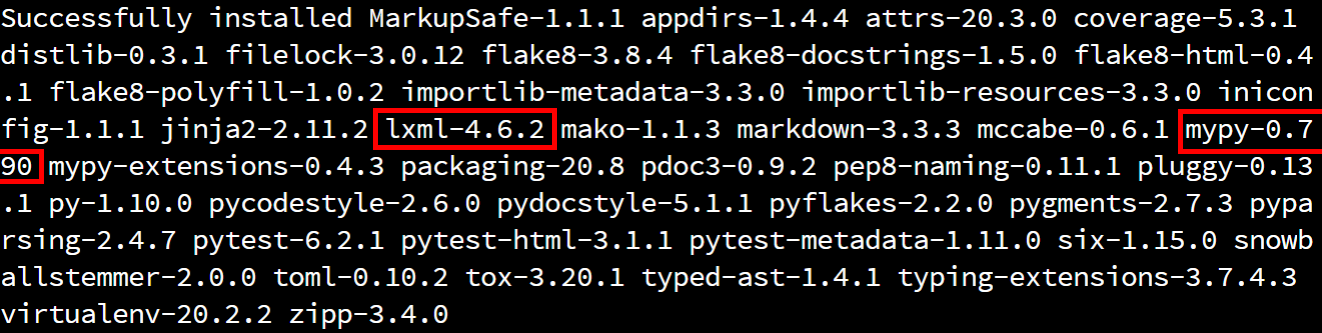 Successfully installed MarkupSafe-1.1.1 appdirs-1.4.4 attrs-20.3.0 coverage-5.3.1
distlib-0.3.1 filelock-3.0.12 flake8-3.8.4 flake8-docstrings-1.5.0 flake8-html-0.4
.1 flake8-polyfill-1.0.2 importlib-metadata-3.3.0 importlib-resources-3.3.0 inicon
fig-1.1.1 jinja2-2.11.2 lxml-4.6.2 mako-1.1.3 markdown-3.3.3 mccabe-0.6.1 mypy-0.7
90 mypy-extensions-0.4.3 packaging-20.8 pdoc3-0.9.2 pep8-naming-0.11.1 pluggy-0.13
.1 py-1.10.0 pycodestyle-2.6.0 pydocstyle-5.1.1 pyflakes-2.2.0 pygments-2.7.3 pypa
rsing-2.4.7 pytest-6.2.1 pytest-html-3.1.1 pytest-metadata-1.11.0 six-1.15.0 snowb
allstemmer-2.0.0 toml-0.10.2 tox-3.20.1 typed-ast-1.4.1 typing-extensions-3.7.4.3
virtualenv-20.2.2 zipp-3.4.0